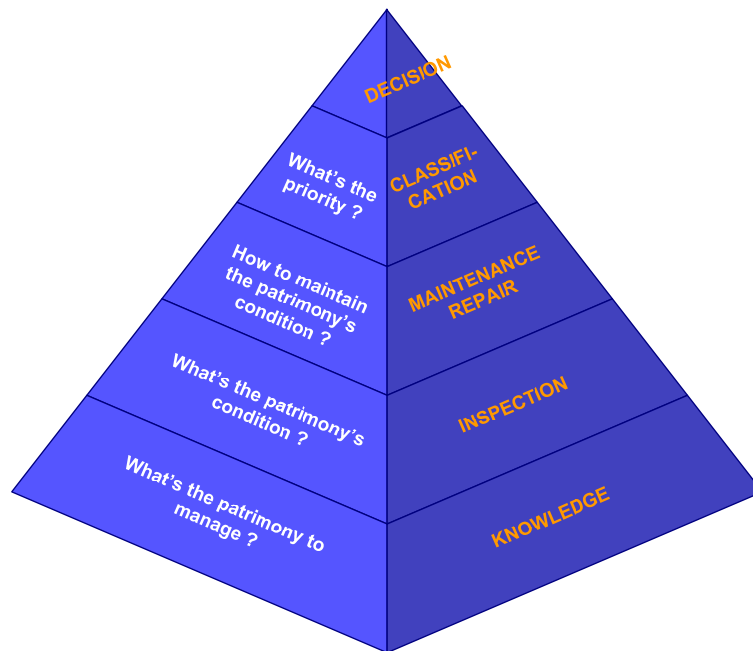 DECISION
What's the
priority ?
CLASSIFI-
CATION
How to maintain
the patrimony's
condition ?
MAINTENANCE
REPAIR
What's the patrimony's
condition ?
INSPECTION
What's the patrimony to
manage ?
KNOWLEDGE